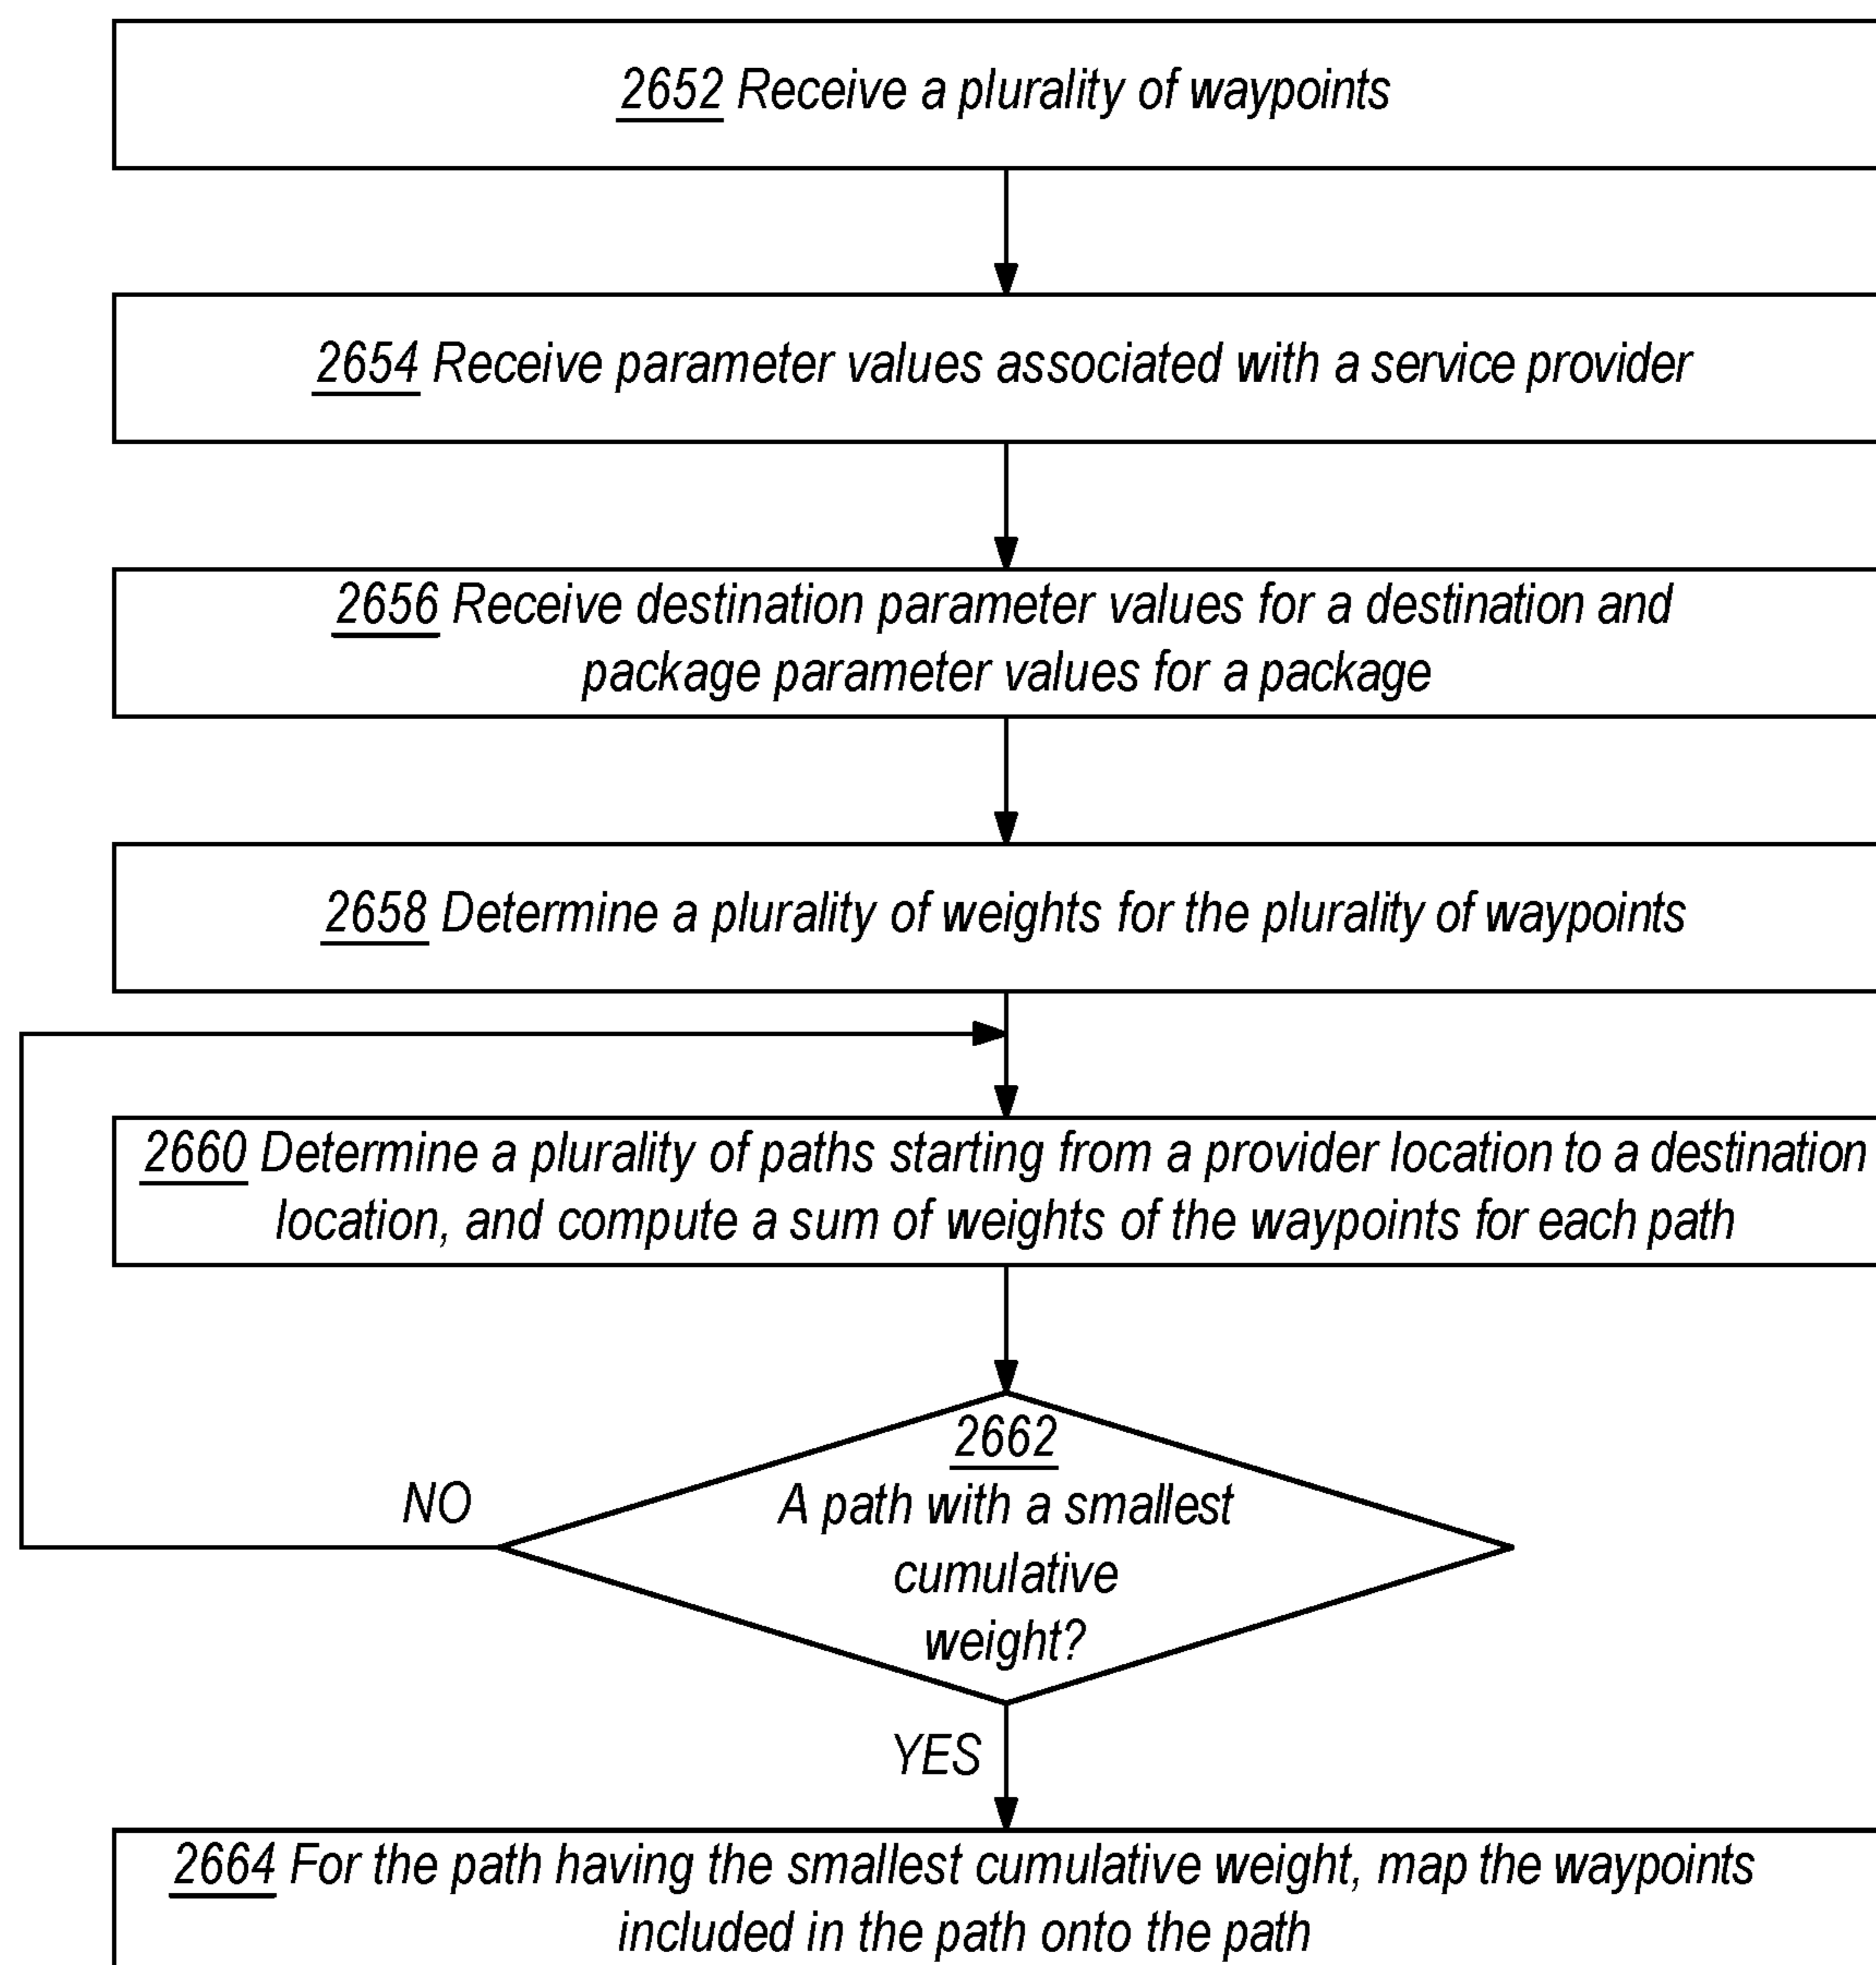 2652 Receive a plurality of waypoints
2654 Receive parameter values associated with a service provider
2656 Receive destination parameter values for a destination and
package parameter values for a package
2658 Determine a plurality of weights for the plurality of waypoints
2660 Determine a plurality of paths starting from a provider location to a destination
location, and compute a sum of weights of the waypoints for each path
2662
A path with a smallest
cumulative
weight?
NO
YES
2664 For the path having the smallest cumulative weight, map the waypoints
included in the path onto the path